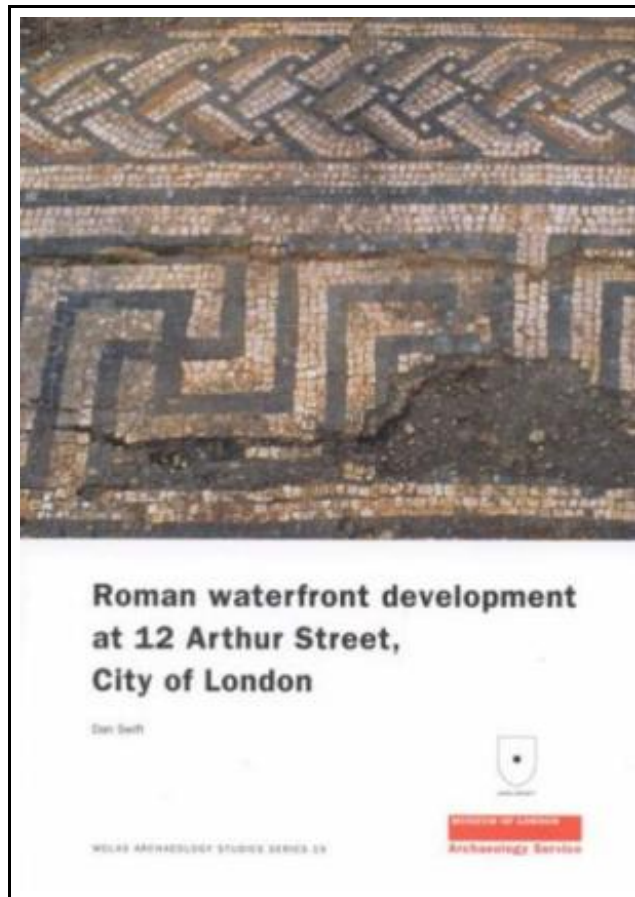 Roman waterfront development
at 12 Arthur Street,
City of London
Dan Swift
MUSEUM OF LONDON
Archaeology Service
MOLAS ARCHAEOLOGY STUDIES SERIES 19